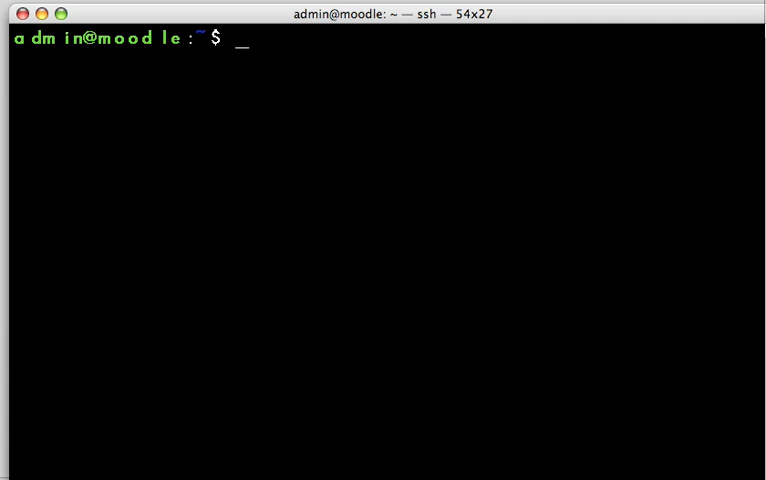 admin@moodle: ~ — ssh — 54x27
admin@moodle:~$ _